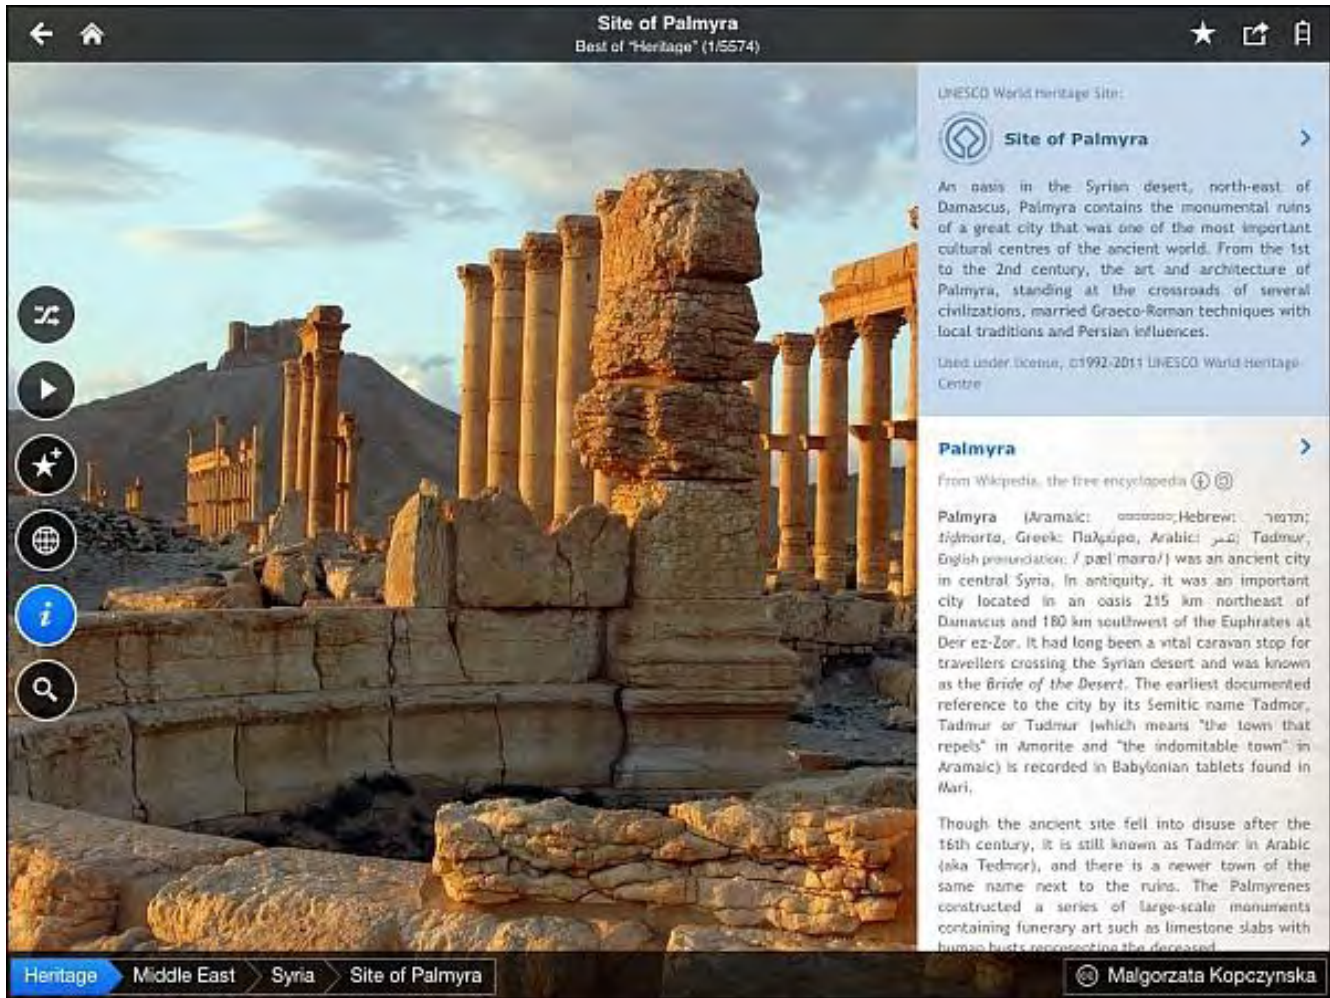 Site of Palmyra
Best of "Heritage" (1/5574)
UNESCO World Heritage Site:
Site of Palmyra
An oasis in the Syrian desert, north-east of
Damascus, Palmyra contains the monumental ruins
of a great city that was one of the most important
cultural centres of the ancient world. From the 1st
to the 2nd century, the art and architecture of
Palmyra, standing at the crossroads of several
civilizations, married Graeco-Roman techniques with
local traditions and Persian influences.
Used under license, ©1992-2011 UNESCO World Heritage
Centre
Palmyra
From Wikipedia, the free encyclopedia
Palmyra (Aramaic: Hebrew:
Greek: Παλμύρα, Arabic: Tadmur,
English pronunciation: was an ancient city
in central Syria. In antiquity, it was an important
city located in an oasis 215 km northeast of
Damascus and 180 km southwest of the Euphrates at
Deir ez-Zor. It had long been a vital caravan stop for
travellers crossing the Syrian desert and was known
as the Bride of the Desert. The earliest documented
reference to the city by its Semitic name Tadmor,
Tadmur or Tudmur (which means "the town that
repels" in Amorite and "the indomitable town" in
Aramaic) is recorded in Babylonian tablets found in
Mari.
Though the ancient site fell into disuse after the
16th century, it is still known as Tadmor in Arabic
(aka Tedmor), and there is a newer town of the
same name next to the ruins. The Palmyrenes
constructed a series of large-scale monuments
containing funerary art such as limestone slabs with
human busts representing the deceased.
Heritage Middle East Syria Site of Palmyra
Malgorzata Kopczynska